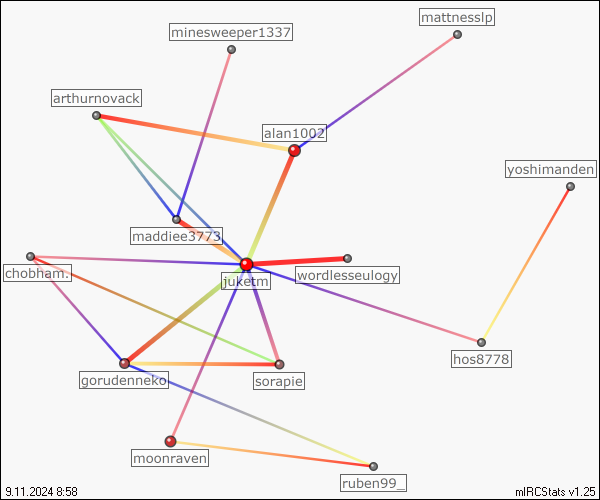 mattnesslp
minesweeper1337
arthurnovack
alan1002
yoshimanden
maddiee3773
chobham.
juketm
wordlesseulogy
hos8778
gorudenneko
sorapie
moonraven
ruben99_
9.11.2024 8:58
mIRCStats v1.25